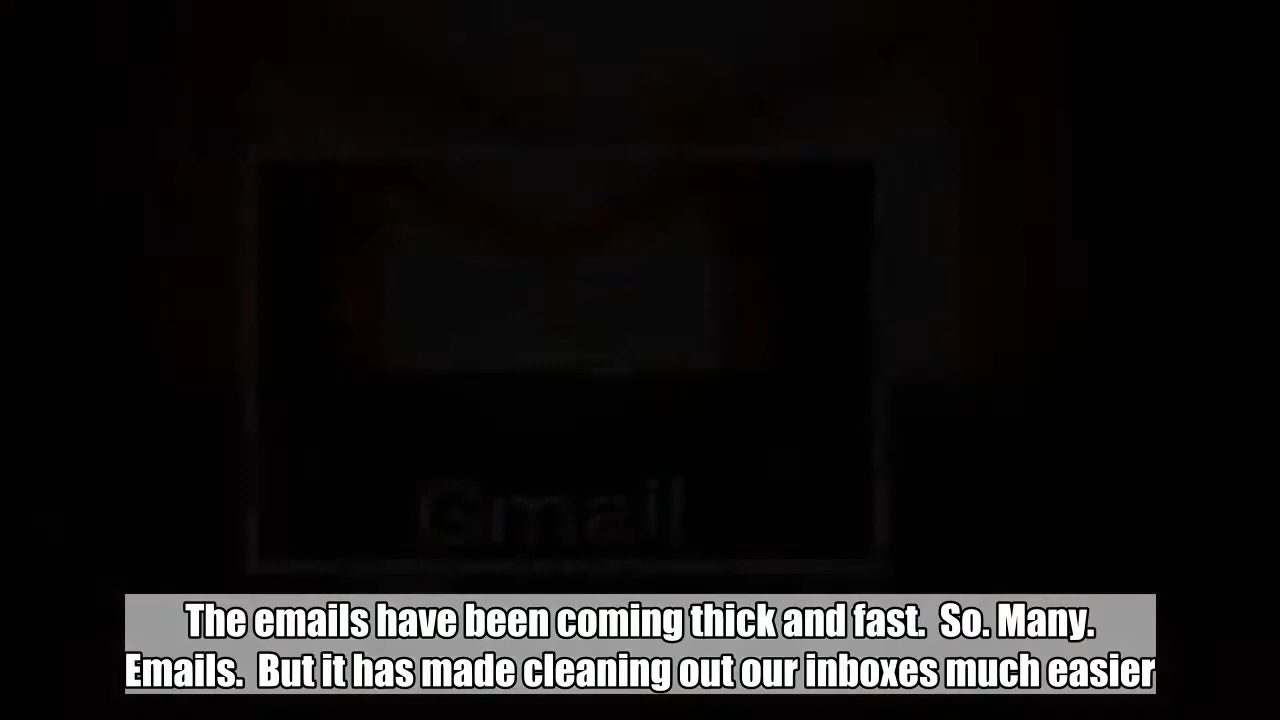 Gmail
The emails have been coming thick and fast.  So. Many.
Emails.  But it has made cleaning out our inboxes much easier